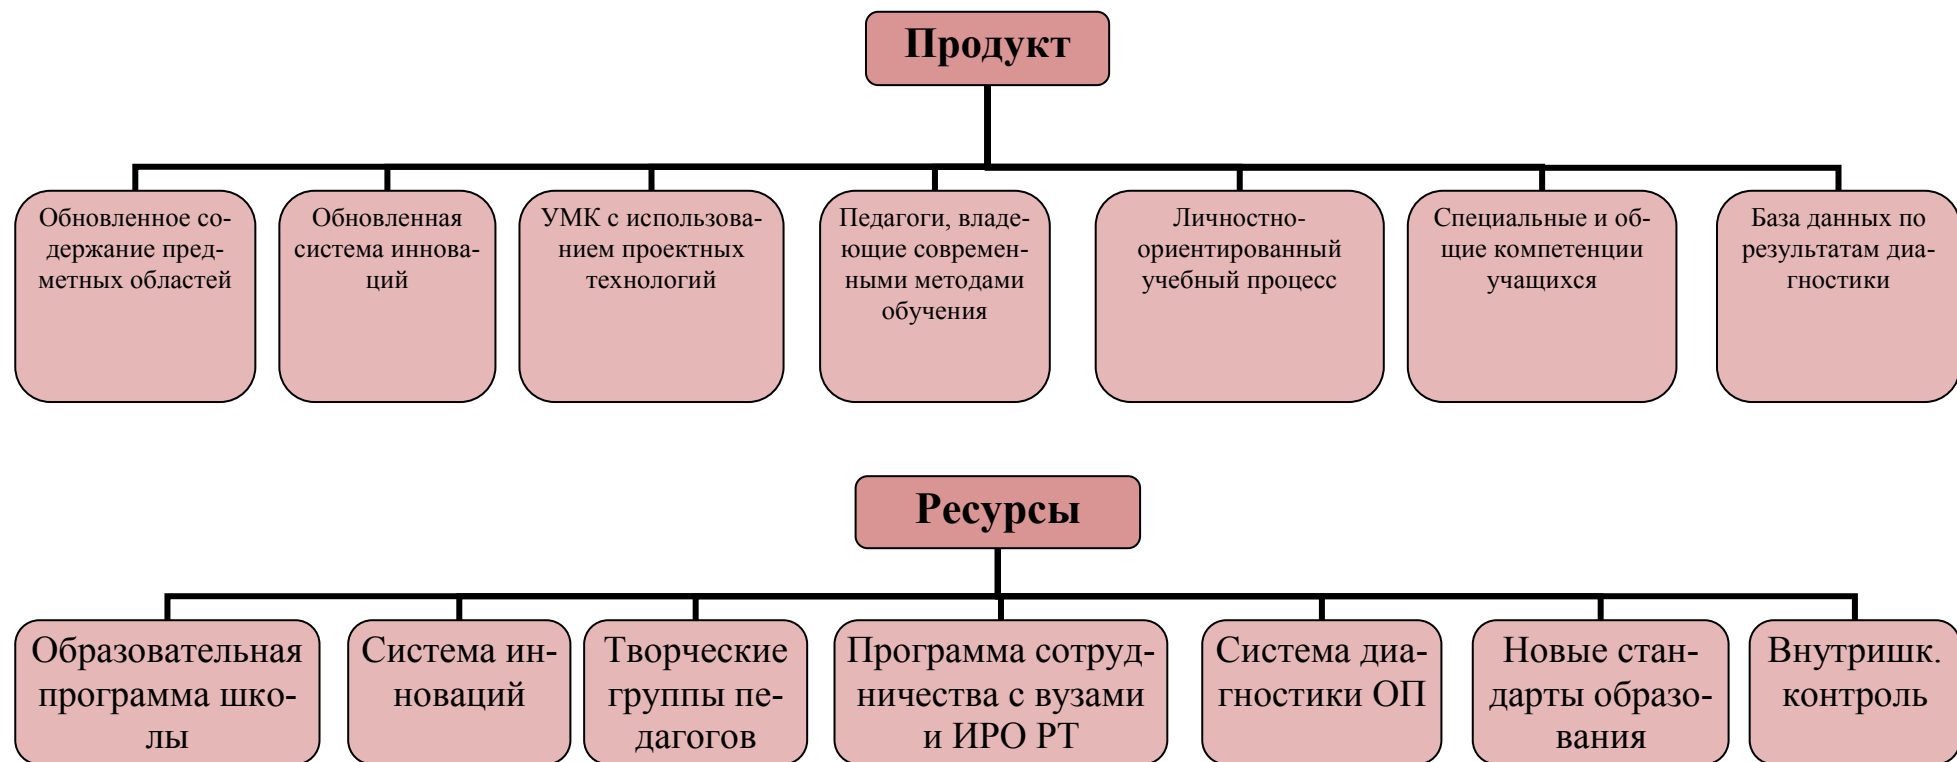 Продукт
Обновленное со-
держание пред-
метных областей
Обновленная
система иннова-
ций
УМК с использова-
нием проектных
технологий
Педагоги, владе-
ющие современ-
ными методами
обучения
Личностно-
ориентированный
учебный процесс
Специальные и об-
щие компетенции
учащихся
База данных по
результатам диа-
гностики
Ресурсы
Образовательная
программа шко-
лы
Система ин-
новаций
Творческие
группы пе-
дагогов
Программа сотруд-
ничества с вузами
и ИРО РТ
Система диа-
гностики ОП
Новые стан-
дарты образо-
вания
Внутришк.
контроль